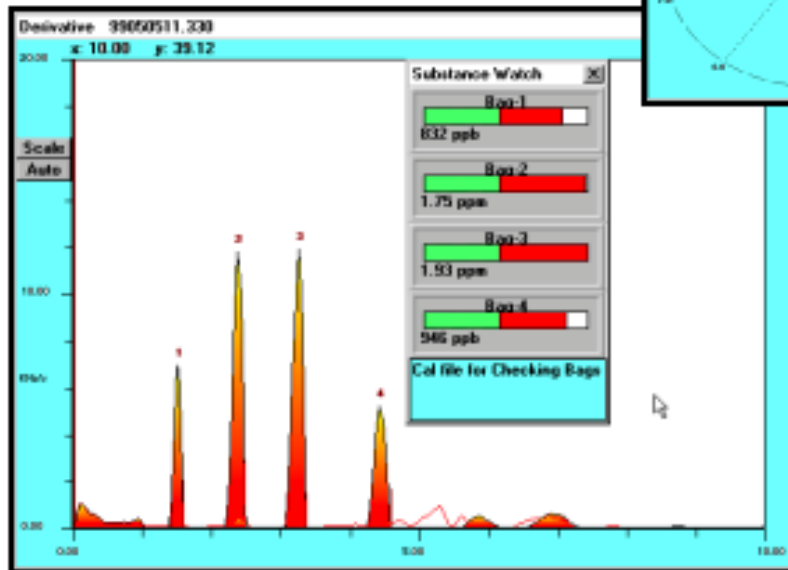 Derivative 99050511.330
x: 10.00 y: 39.12
20.00
Substance Watch
Bag-1
832 ppb
Scale
Auto
Bag-2
1.75 ppm
Bag-3
1.93 ppm
Bag-4
946 ppb
Cal file for Checking Bags
10.00
1
2
3
4
0.00
0.00
5.00
10.00